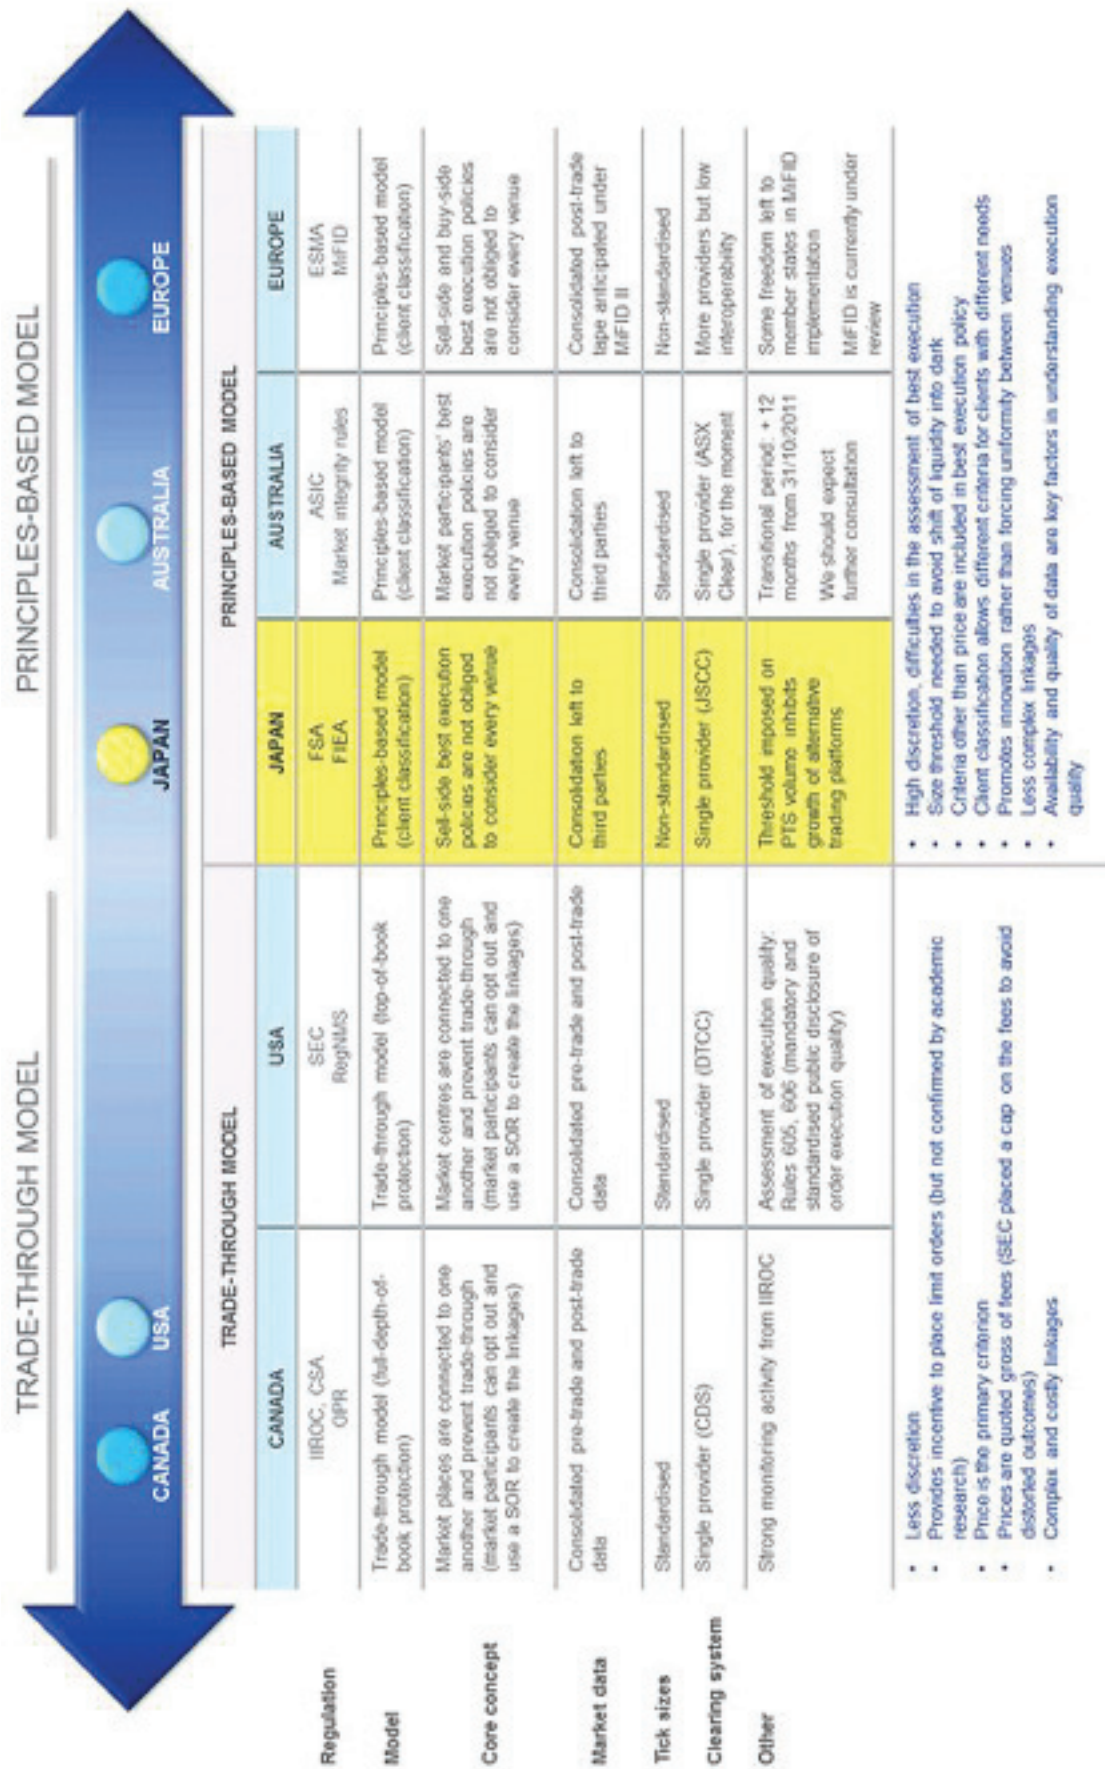 TRADE-THROUGH MODEL
PRINCIPLES-BASED MODEL
CANADA
USA
JAPAN
AUSTRALIA
EUROPE
TRADE-THROUGH MODEL
PRINCIPLES-BASED MODEL
CANADA
USA
JAPAN
AUSTRALIA
EUROPE
Regulation
IIROC, CSA
OPR
SEC
RegNMS
FSA
FIEA
ASIC
Market integrity rules
ESMA
MiFID
Model
Trade-through model (full-depth-of-
book protection)
Trade-through model (top-of-book
protection)
Principles-based model
(client classification)
Principles-based model
(client classification)
Principles-based model
(client classification)
Core concept
Market places are connected to one
another and prevent trade-through
(market participants can opt out and
use a SOR to create the linkages)
Market centres are connected to one
another and prevent trade-through
(market participants can opt out and
use a SOR to create the linkages)
Sell-side best execution
policies are not obliged
to consider every venue
Market participants' best
execution policies are
not obliged to consider
every venue
Sell-side and buy-side
best execution policies
are not obliged to
consider every venue
Market data
Consolidated pre-trade and post-trade
data
Consolidated pre-trade and post-trade
data
Consolidation left to
third parties
Consolidation left to
third parties
Consolidated post-trade
tape anticipated under
MiFID II
Tick sizes
Standardised
Standardised
Non-standardised
Standardised
Non-standardised
Clearing system
Single provider (CDS)
Single provider (DTCC)
Single provider (JSCC)
Single provider (ASX
Clear), for the moment
More providers but low
interoperability
Other
Strong monitoring activity from IIROC
Assessment of execution quality:
Rules 605, 606 (mandatory and
standardised public disclosure of
order execution quality)
Threshold imposed on
PTS volume inhibits
growth of alternative
trading platforms
Transitional period: + 12
months from 31/10/2011
We should expect
further consultation
Some freedom left to
member states in MiFID
implementation
MiFID is currently under
review
• Less discretion
• Provides incentive to place limit orders (but not confirmed by academic
research)
• Price is the primary criterion
• Prices are quoted gross of fees (SEC placed a cap on the fees to avoid
distorted outcomes)
• Complex and costly linkages
• High discretion, difficulties in the assessment of best execution
• Size threshold needed to avoid shift of liquidity into dark
• Criteria other than price are included in best execution policy
• Client classification allows different criteria for clients with different needs
• Promotes innovation rather than forcing uniformity between venues
• Less complex linkages
• Availability and quality of data are key factors in understanding execution
quality